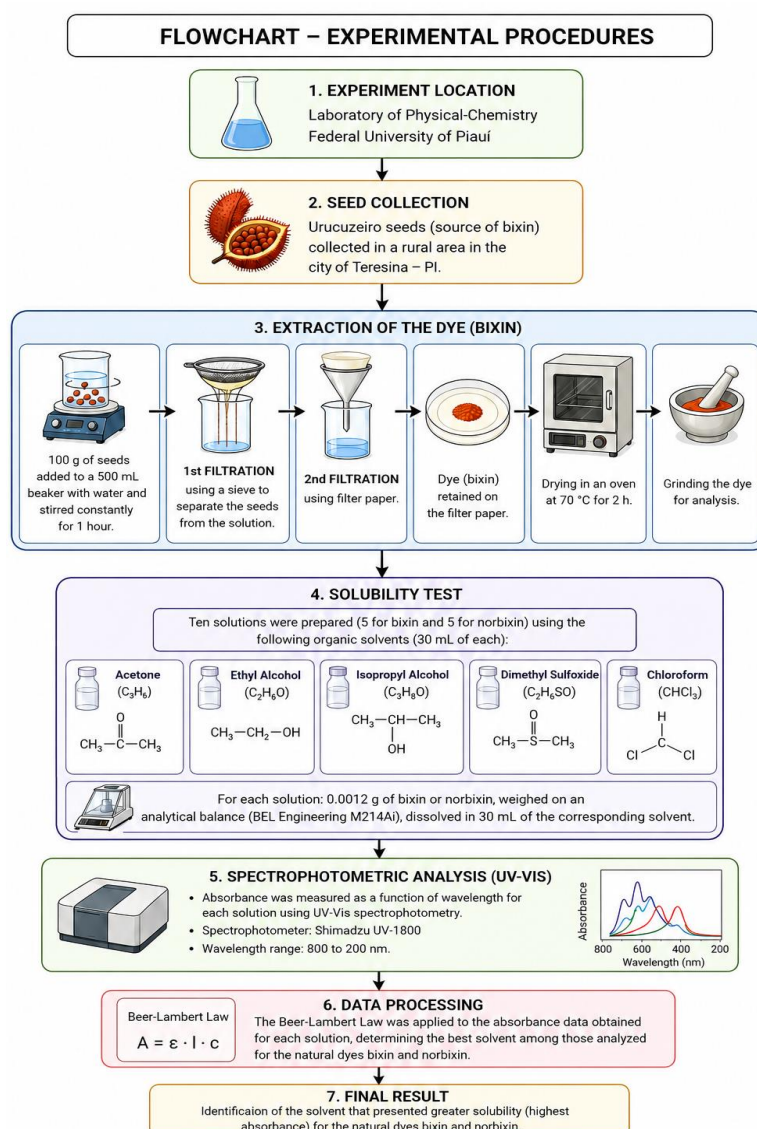 FLOWCHART – EXPERIMENTAL PROCEDURES
1. EXPERIMENT LOCATION
Laboratory of Physical-Chemistry
Federal University of Piauí
2. SEED COLLECTION
Urucuzeiro seeds (source of bixin)
collected in a rural area in the
city of Teresina – PI.
3. EXTRACTION OF THE DYE (BIXIN)
100 g of seeds
added to a 500 mL
beaker with water and
stirred constantly
for 1 hour.
1st FILTRATION
using a sieve to
separate the seeds
from the solution.
2nd FILTRATION
using filter paper.
Dye (bixin)
retained on
the filter paper.
Drying in an oven
at 70 °C for 2 h.
Grinding the dye
for analysis.
4. SOLUBILITY TEST
Ten solutions were prepared (5 for bixin and 5 for norbixin) using the
following organic solvents (30 mL of each):
Acetone
(C₃H₆)
O
CH₃–C–CH₃
Ethyl Alcohol
(C₂H₆O)
CH₃–CH₂–OH
Isopropyl Alcohol
(C₃H₈O)
CH₃–CH–CH₃
OH
Dimethyl Sulfoxide
(C₂H₆SO)
O
CH₃–S–CH₃
Chloroform
(CHCl₃)
H
C
Cl Cl
For each solution: 0.0012 g of bixin or norbixin, weighed on an
analytical balance (BEL Engineering M214Ai), dissolved in 30 mL of the corresponding solvent.
5. SPECTROPHOTOMETRIC ANALYSIS (UV-VIS)
• Absorbance was measured as a function of wavelength for
each solution using UV-Vis spectrophotometry.
• Spectrophotometer: Shimadzu UV-1800
• Wavelength range: 800 to 200 nm.
Absorbance
800 600 400 200
Wavelength (nm)
6. DATA PROCESSING
Beer-Lambert Law
A = ε · l · c
The Beer-Lambert Law was applied to the absorbance data obtained
for each solution, determining the best solvent among those analyzed
for the natural dyes bixin and norbixin.
7. FINAL RESULT
Identificaion of the solvent that presented greater solubility (highest
absorbance) for the natural dyes bixin and norbixin